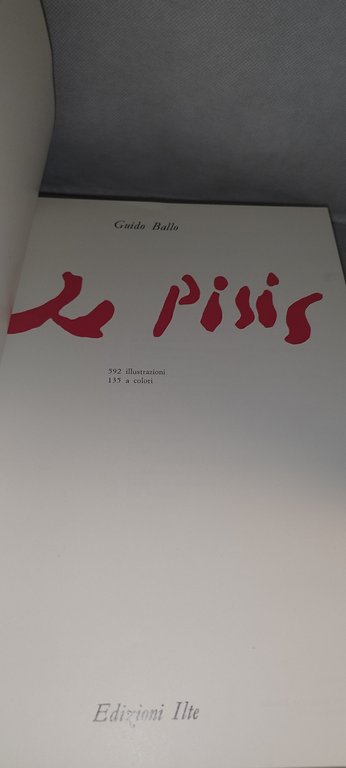 Guido Ballo
de pisis
592 illustrazioni
135 a colori
Edizioni Ilte